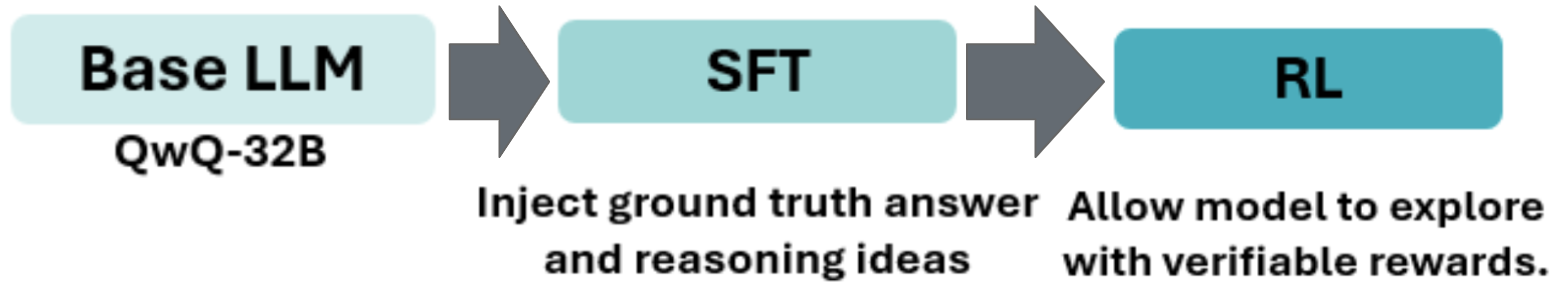 Base LLM
QwQ-32B
SFT
Inject ground truth answer
and reasoning ideas
RL
Allow model to explore
with verifiable rewards.